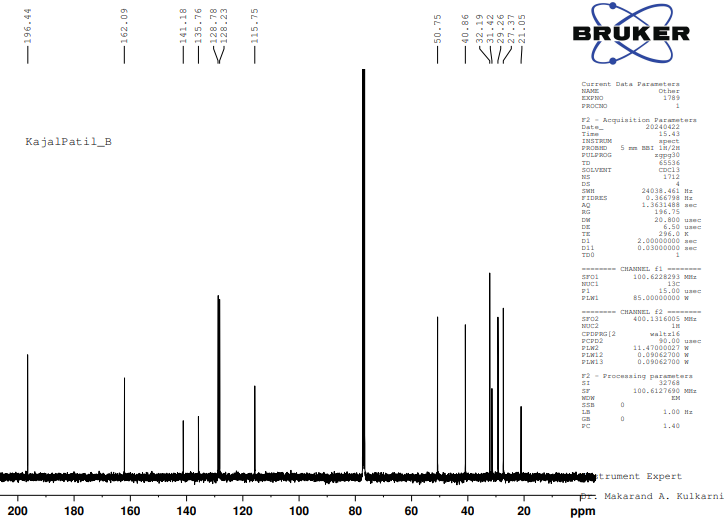 196.44
162.09
141.18
135.76
128.78
128.23
115.75
50.75
40.86
32.19
31.42
29.26
27.37
21.05
BRUKER
KajalPatil_B
Current Data Parameters
NAME Other
EXPNO 1789
PROCNO 1
F2 - Acquisition Parameters
Date_ 20240422
Time 15.43
INSTRUM spect
PROBHD 5 mm BBI 1H/2H
PULPROG zgpg30
TD 65536
SOLVENT CDCl3
NS 1712
DS 4
SWH 24038.461 Hz
FIDRES 0.366798 Hz
AQ 1.3631488 sec
RG 196.75
DW 20.800 usec
DE 6.50 usec
TE 296.0 K
D1 2.00000000 sec
D11 0.03000000 sec
TD0 1
======== CHANNEL f1 ========
SFO1 100.6228293 MHz
NUC1 13C
P1 15.00 usec
PLW1 85.00000000 W
======== CHANNEL f2 ========
SFO2 400.1316005 MHz
NUC2 1H
CPDPRG[2 waltz16
PCPD2 90.00 usec
PLW2 11.47000027 W
PLW12 0.09062700 W
PLW13 0.09062700 W
F2 - Processing parameters
SI 32768
SF 100.6127690 MHz
WDW EM
SSB 0
LB 1.00 Hz
GB 0
PC 1.40
strument Expert
Dr. Makarand A. Kulkarni
200 180 160 140 120 100 80 60 40 20 ppm